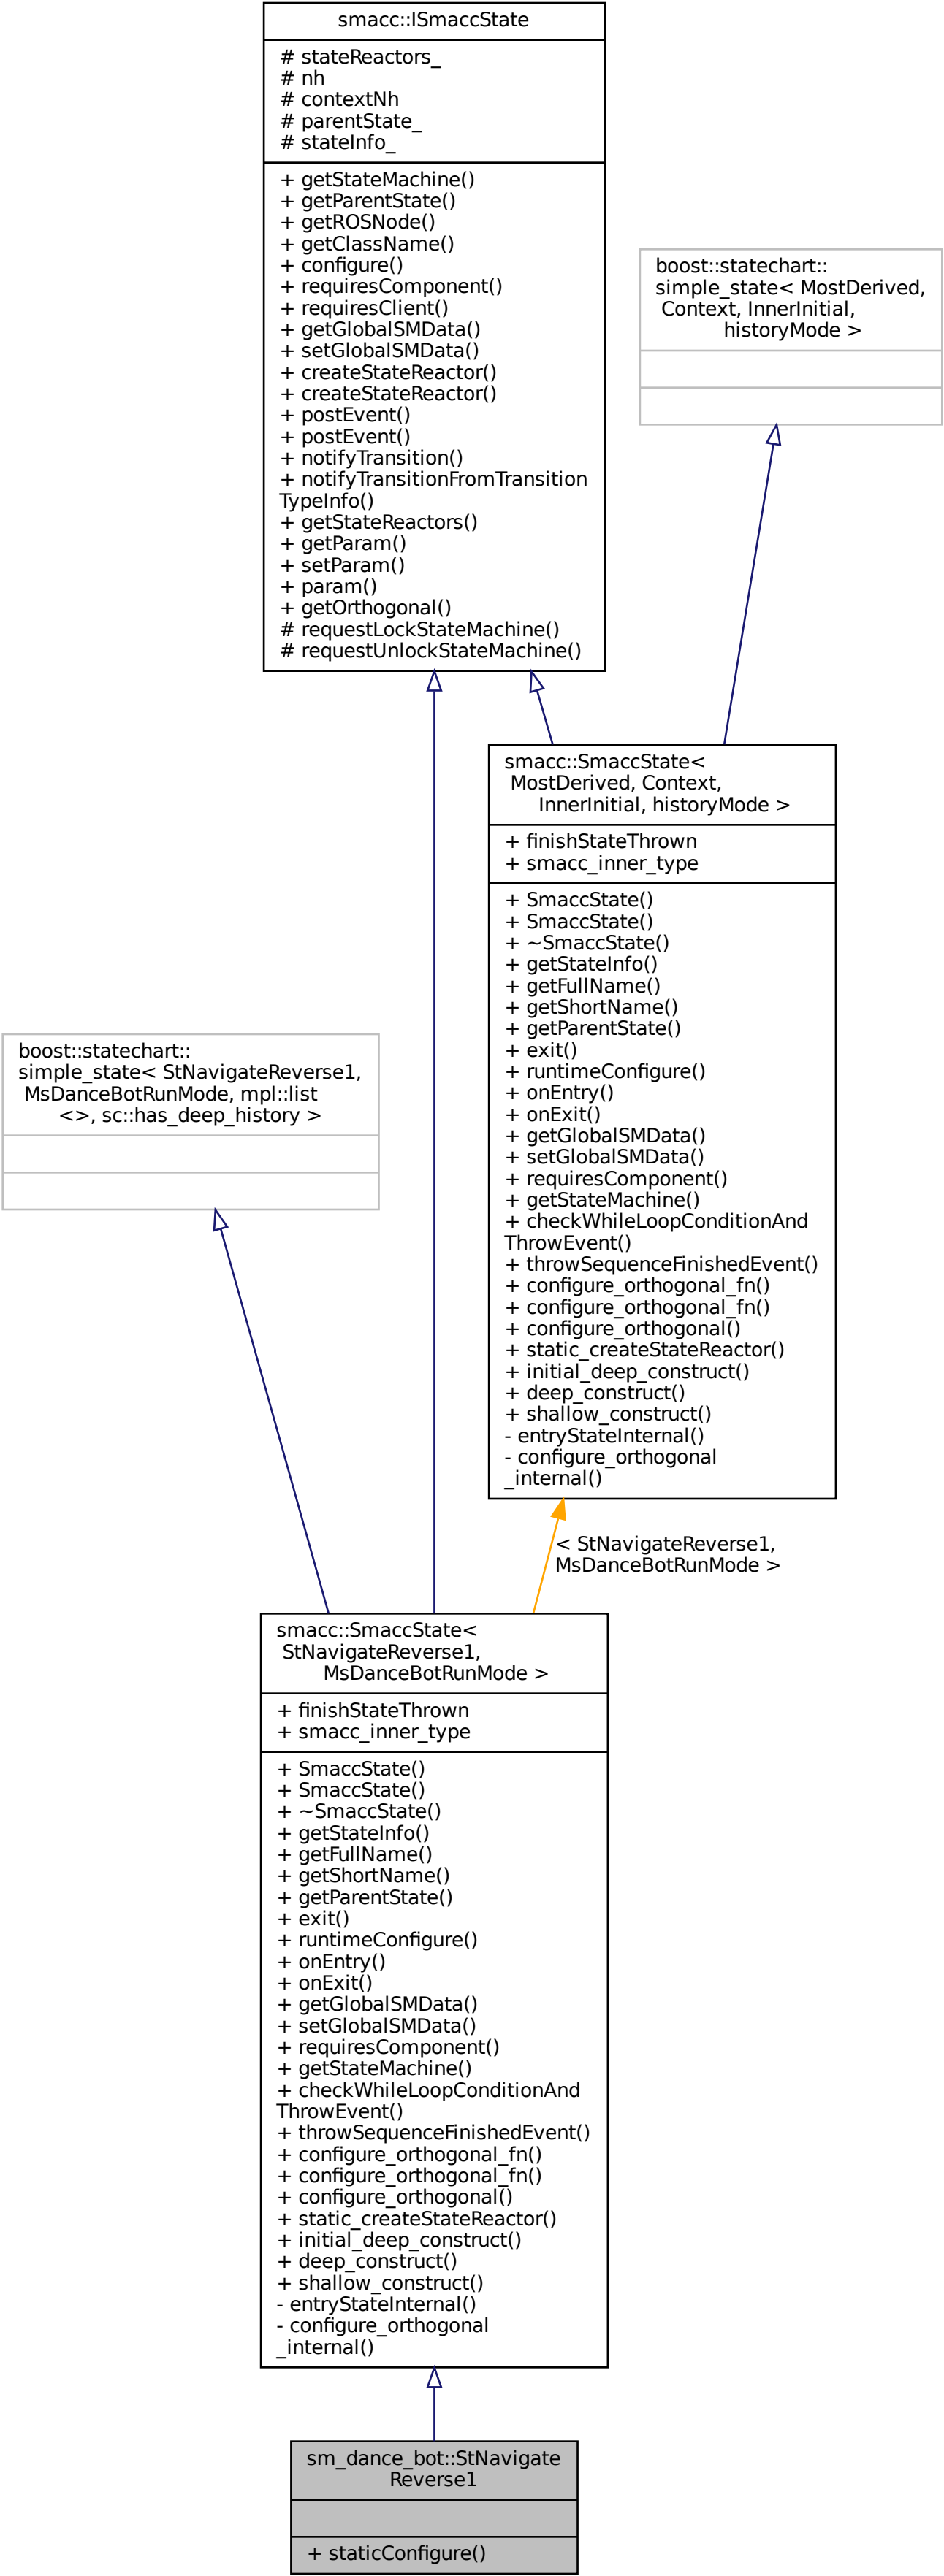 smacc::ISmaccState
# stateReactors_
# nh
# contextNh
# parentState_
# stateInfo_
+ getStateMachine()
+ getParentState()
+ getROSNode()
+ getClassName()
+ configure()
+ requiresComponent()
+ requiresClient()
+ getGlobalSMData()
+ setGlobalSMData()
+ createStateReactor()
+ createStateReactor()
+ postEvent()
+ postEvent()
+ notifyTransition()
+ notifyTransitionFromTransition
TypeInfo()
+ getStateReactors()
+ getParam()
+ setParam()
+ param()
+ getOrthogonal()
# requestLockStateMachine()
# requestUnlockStateMachine()
boost::statechart::
simple_state< MostDerived,
Context, InnerInitial,
historyMode >
smacc::SmaccState<
MostDerived, Context,
InnerInitial, historyMode >
+ finishStateThrown
+ smacc_inner_type
+ SmaccState()
+ SmaccState()
+ ~SmaccState()
+ getStateInfo()
+ getFullName()
+ getShortName()
+ getParentState()
+ exit()
+ runtimeConfigure()
+ onEntry()
+ onExit()
+ getGlobalSMData()
+ setGlobalSMData()
+ requiresComponent()
+ getStateMachine()
+ checkWhileLoopConditionAnd
ThrowEvent()
+ throwSequenceFinishedEvent()
+ configure_orthogonal_fn()
+ configure_orthogonal_fn()
+ configure_orthogonal()
+ static_createStateReactor()
+ initial_deep_construct()
+ deep_construct()
+ shallow_construct()
- entryStateInternal()
- configure_orthogonal
_internal()
boost::statechart::
simple_state< StNavigateReverse1,
MsDanceBotRunMode, mpl::list
<>, sc::has_deep_history >
< StNavigateReverse1,
MsDanceBotRunMode >
smacc::SmaccState<
StNavigateReverse1,
MsDanceBotRunMode >
+ finishStateThrown
+ smacc_inner_type
+ SmaccState()
+ SmaccState()
+ ~SmaccState()
+ getStateInfo()
+ getFullName()
+ getShortName()
+ getParentState()
+ exit()
+ runtimeConfigure()
+ onEntry()
+ onExit()
+ getGlobalSMData()
+ setGlobalSMData()
+ requiresComponent()
+ getStateMachine()
+ checkWhileLoopConditionAnd
ThrowEvent()
+ throwSequenceFinishedEvent()
+ configure_orthogonal_fn()
+ configure_orthogonal_fn()
+ configure_orthogonal()
+ static_createStateReactor()
+ initial_deep_construct()
+ deep_construct()
+ shallow_construct()
- entryStateInternal()
- configure_orthogonal
_internal()
sm_dance_bot::StNavigate
Reverse1
+ staticConfigure()